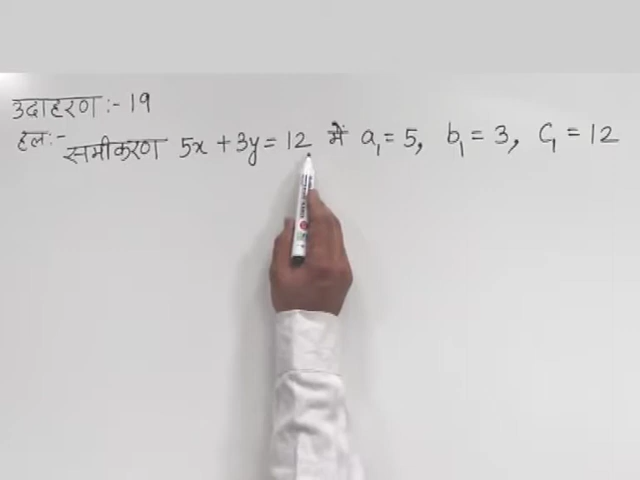 उदाहरण :- 19
हल :- समीकरण 5x + 3y = 12 में a₁ = 5, b₁ = 3, C₁ = 12